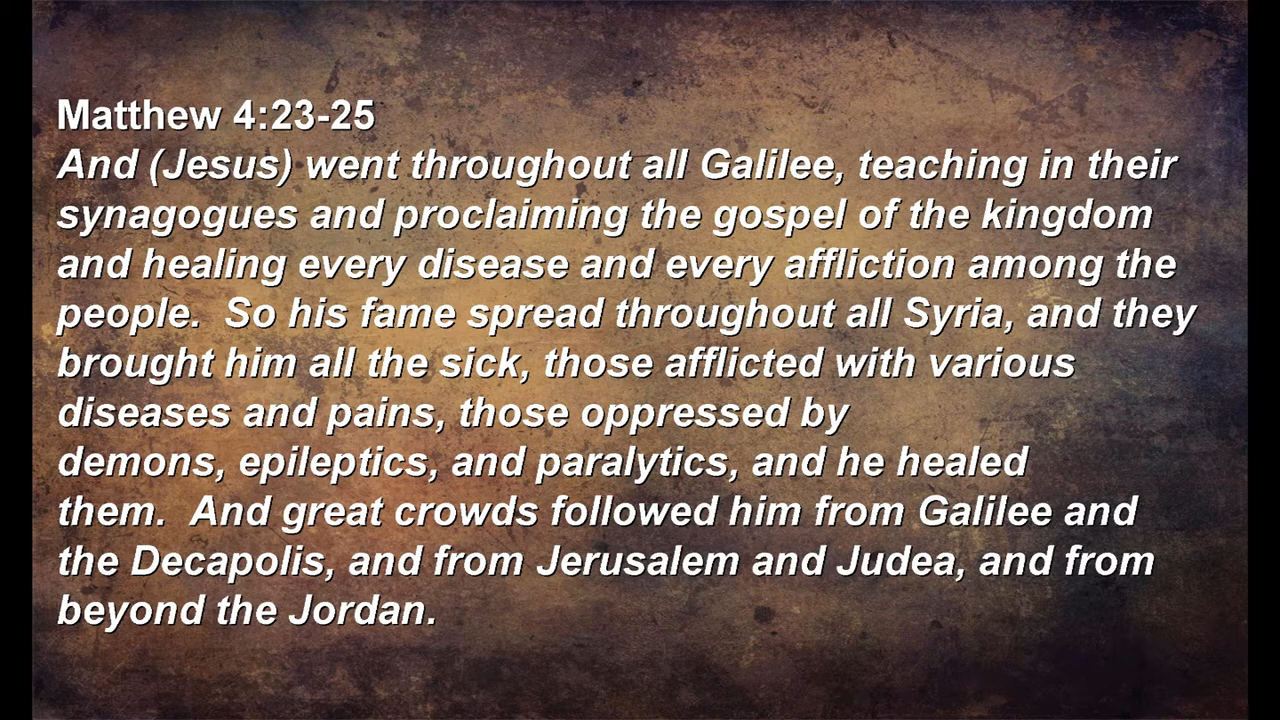 Matthew 4:23-25
And (Jesus) went throughout all Galilee, teaching in their
synagogues and proclaiming the gospel of the kingdom
and healing every disease and every affliction among the
people.  So his fame spread throughout all Syria, and they
brought him all the sick, those afflicted with various
diseases and pains, those oppressed by
demons, epileptics, and paralytics, and he healed
them.  And great crowds followed him from Galilee and
the Decapolis, and from Jerusalem and Judea, and from
beyond the Jordan.